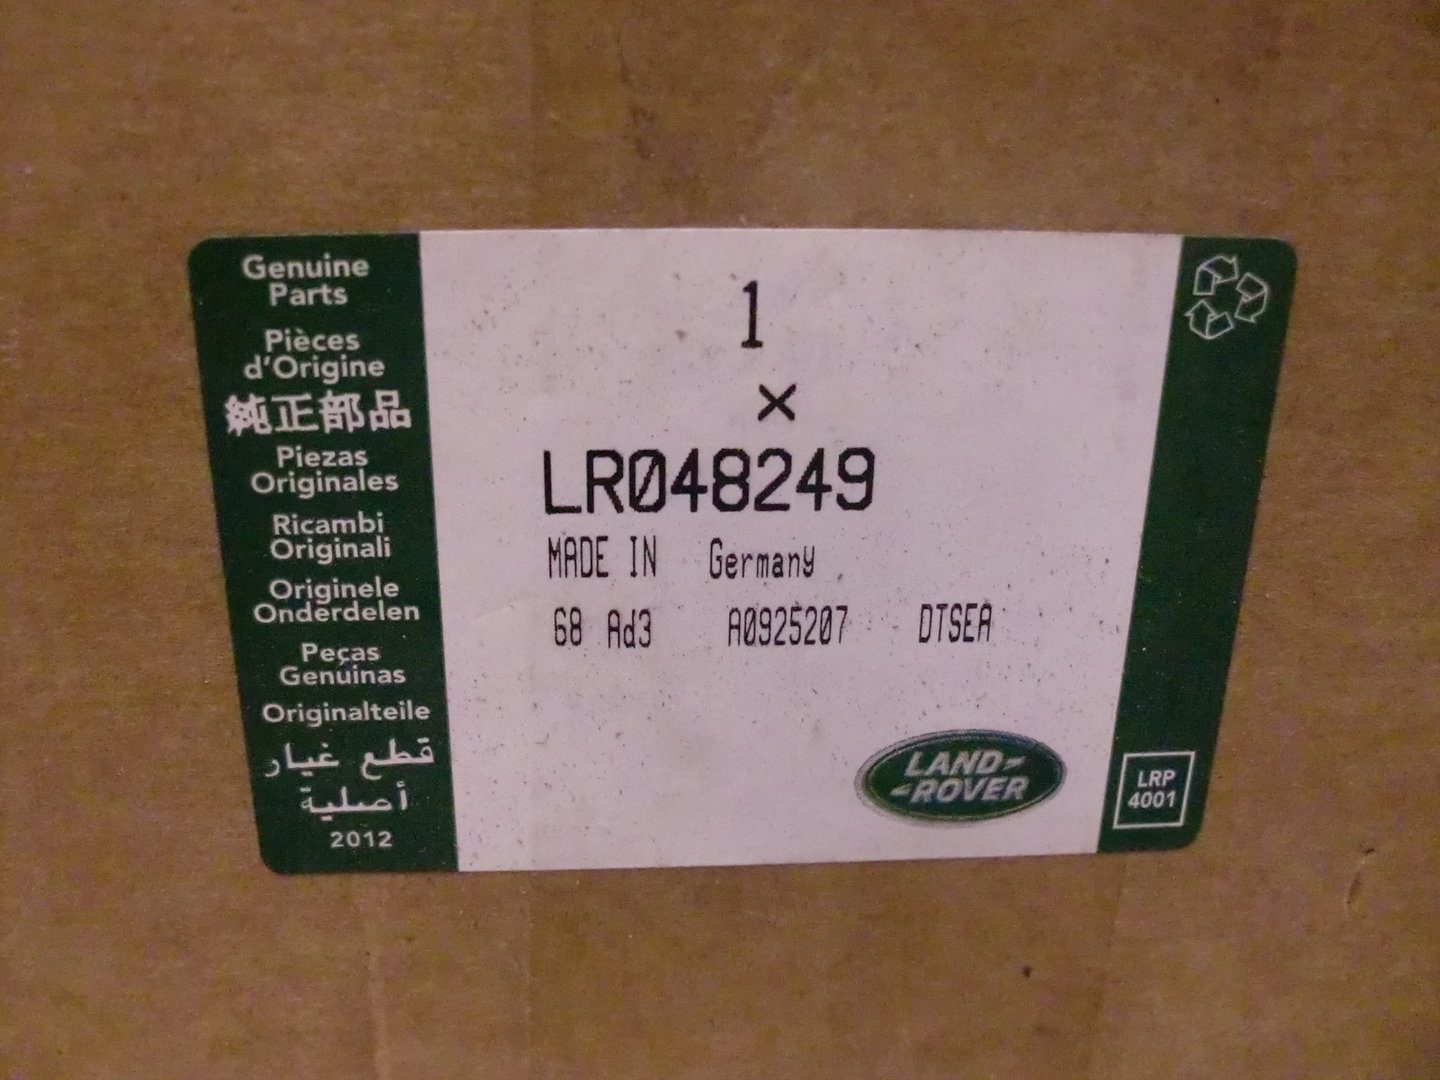 Genuine
Parts
Pièces
d'Origine
純正部品
Piezas
Originales
Ricambi
Originali
Originele
Onderdelen
Peças
Genuinas
Originalteile
قطع غيار
أصلية
2012
1
×
LR048249
MADE IN Germany
68 Ad3 A0925207 DTSEA
LAND-
-ROVER
LRP
4001